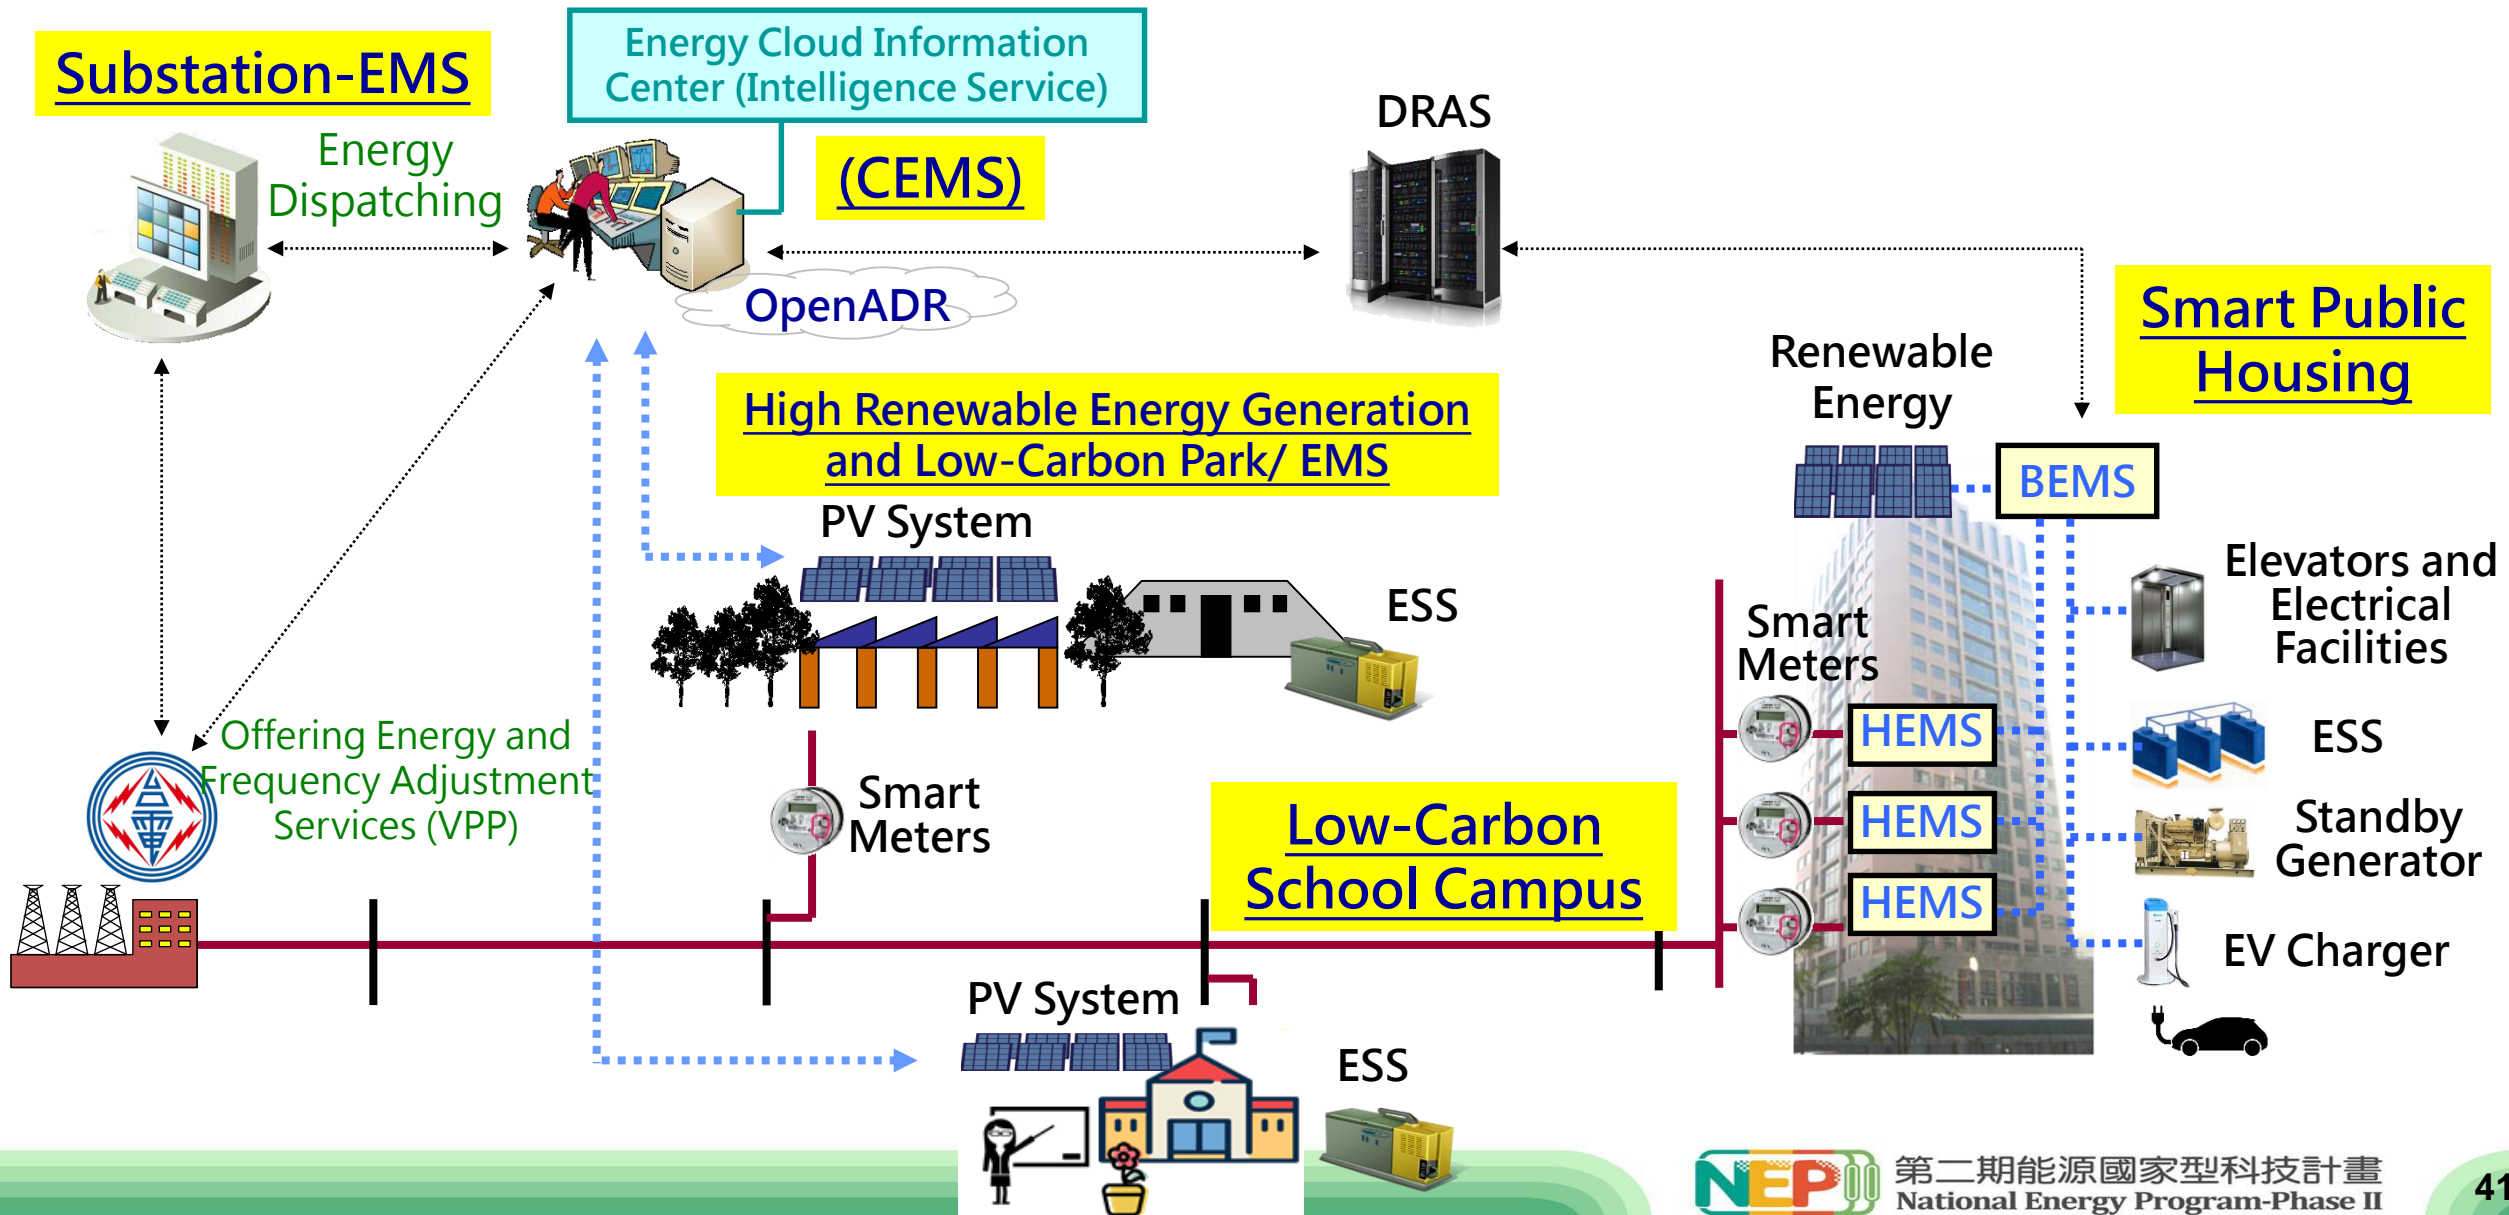 Substation-EMS
Energy Cloud Information
Center (Intelligence Service)
Energy
Dispatching
(CEMS)
DRAS
OpenADR
Smart Public
Housing
Renewable
Energy
BEMS
High Renewable Energy Generation
and Low-Carbon Park/ EMS
PV System
ESS
Elevators and
Electrical
Facilities
Smart
Meters
HEMS
ESS
Offering Energy and
Frequency Adjustment
Services (VPP)
Smart
Meters
Low-Carbon
School Campus
HEMS
Standby
Generator
HEMS
EV Charger
PV System
ESS
NEPII
第二期能源國家型科技計畫
National Energy Program-Phase II
41